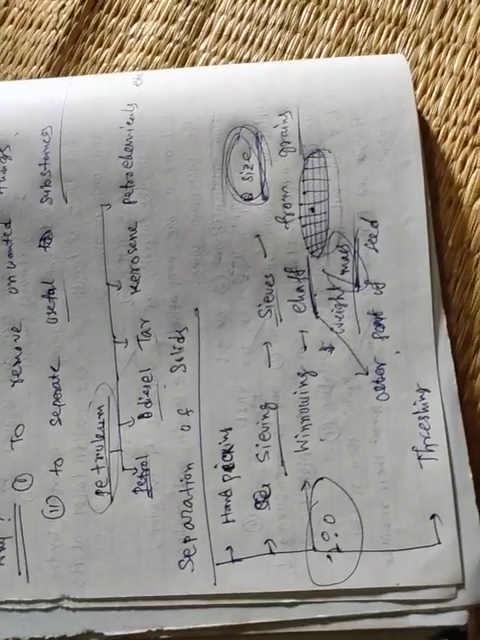 Why? (i) To remove unwanted things.
(ii) to separate useful substances
petroleum
Petrol diesel Tar kerosene petrochemicals
Separation of Solids
Hand picking
Sieving → Sieves → size
Winnowing → chaff from grains
weight/mass
outer part of seed
Threshing